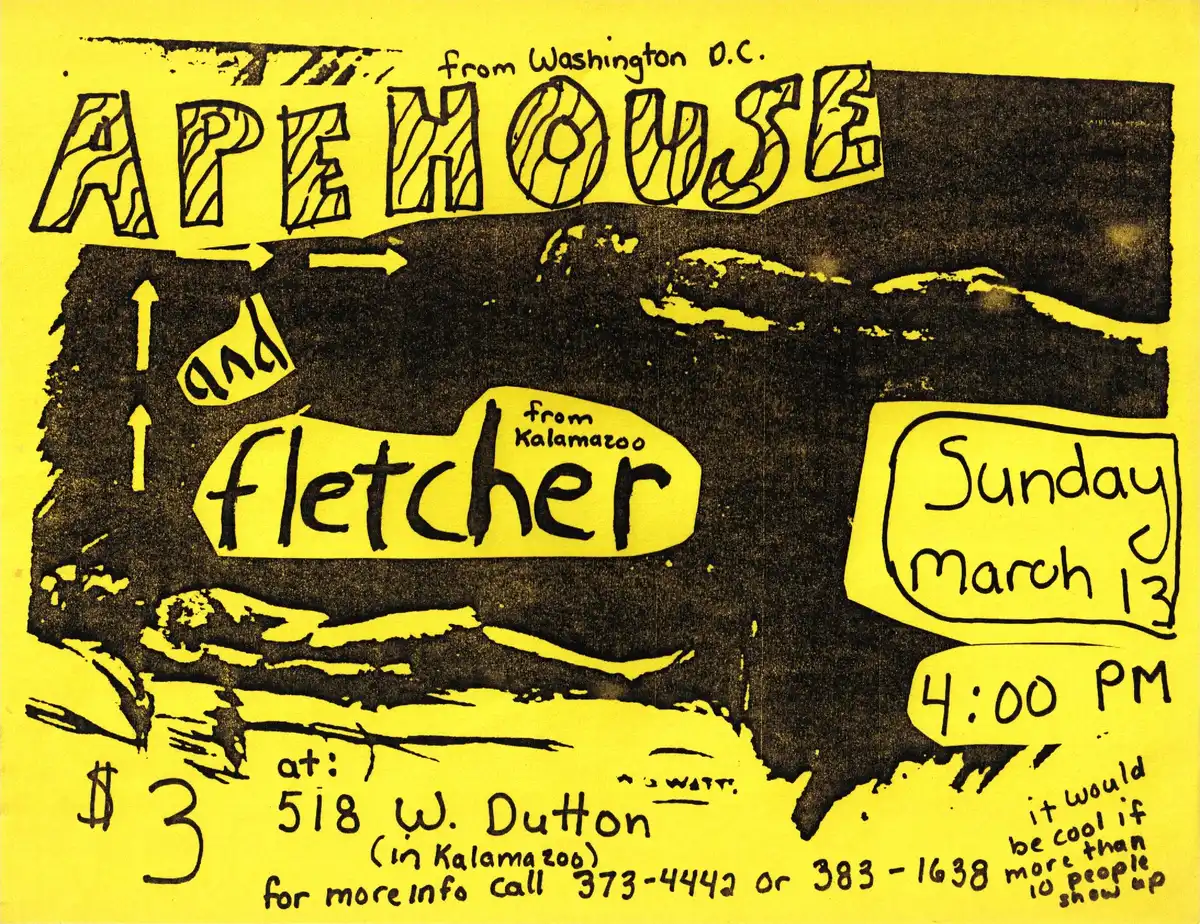 from Washington D.C.
APE HOUSE
and
from
Kalamazoo
fletcher
Sunday
March 13
4:00 PM
$3
at:
518 W. Dutton
(in Kalamazoo)
for more info call 373-4442 or 383-1638
it would
be cool if
more than
10 people
show up